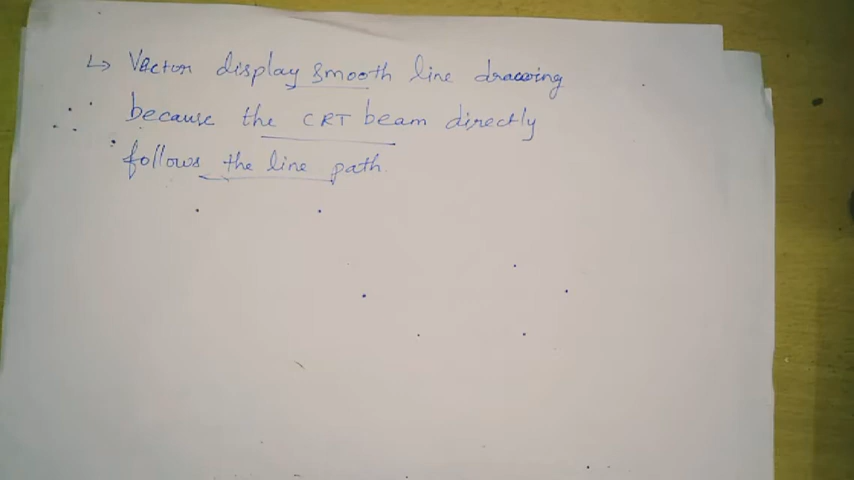 ↳ Vector display smooth line drawing
because the CRT beam directly
follows the line path.